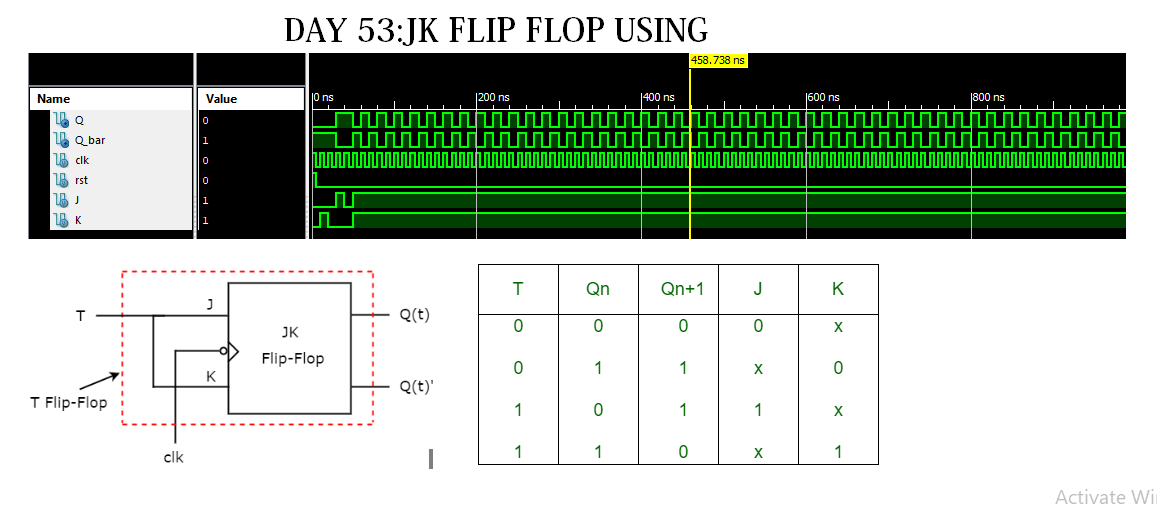 DAY 53:JK FLIP FLOP USING
458.738 ns
Name Value 0 ns 200 ns 400 ns 600 ns 800 ns
Q 0
Q_bar 1
clk 0
rst 0
J 1
K 1
T J JK Flip-Flop Q(t)
K Q(t)'
T Flip-Flop
clk
T Qn Qn+1 J K
0 0 0 0 x
0 1 1 x 0
1 0 1 1 x
1 1 0 x 1
Activate Wi